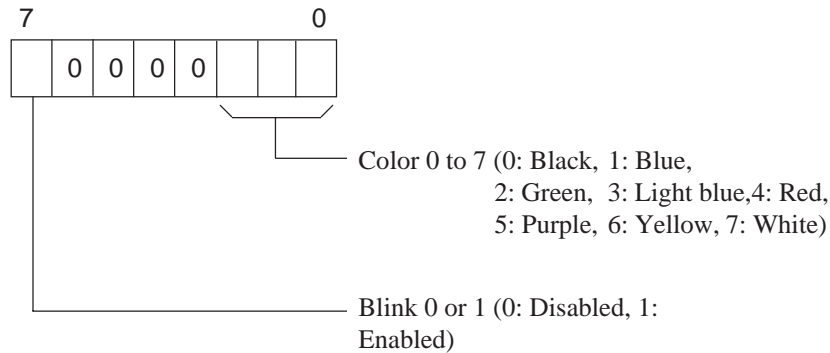 7 0
0 0 0 0
Color 0 to 7 (0: Black, 1: Blue,
2: Green, 3: Light blue,4: Red,
5: Purple, 6: Yellow, 7: White)
Blink 0 or 1 (0: Disabled, 1:
Enabled)